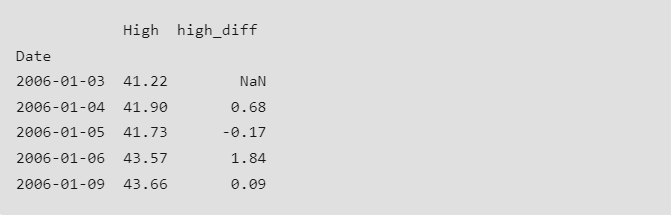 High high_diff
Date
2006-01-03 41.22 NaN
2006-01-04 41.90 0.68
2006-01-05 41.73 -0.17
2006-01-06 43.57 1.84
2006-01-09 43.66 0.09